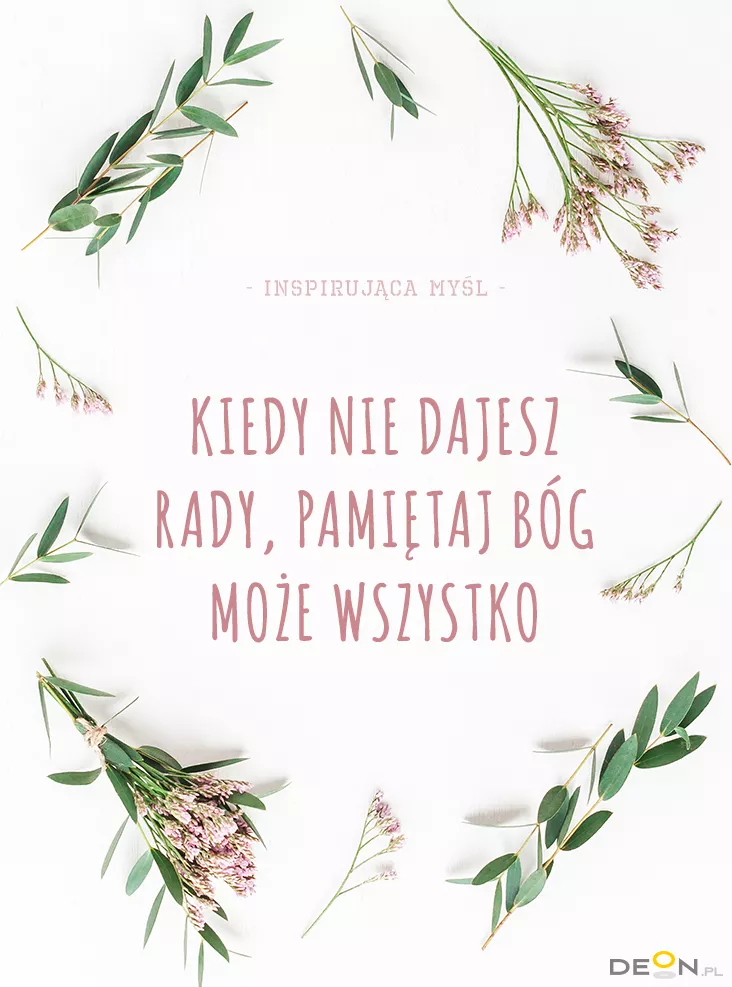 - INSPIRUJĄCA MYŚL -
KIEDY NIE DAJESZ
RADY, PAMIĘTAJ BÓG
MOŻE WSZYSTKO
DEON.PL